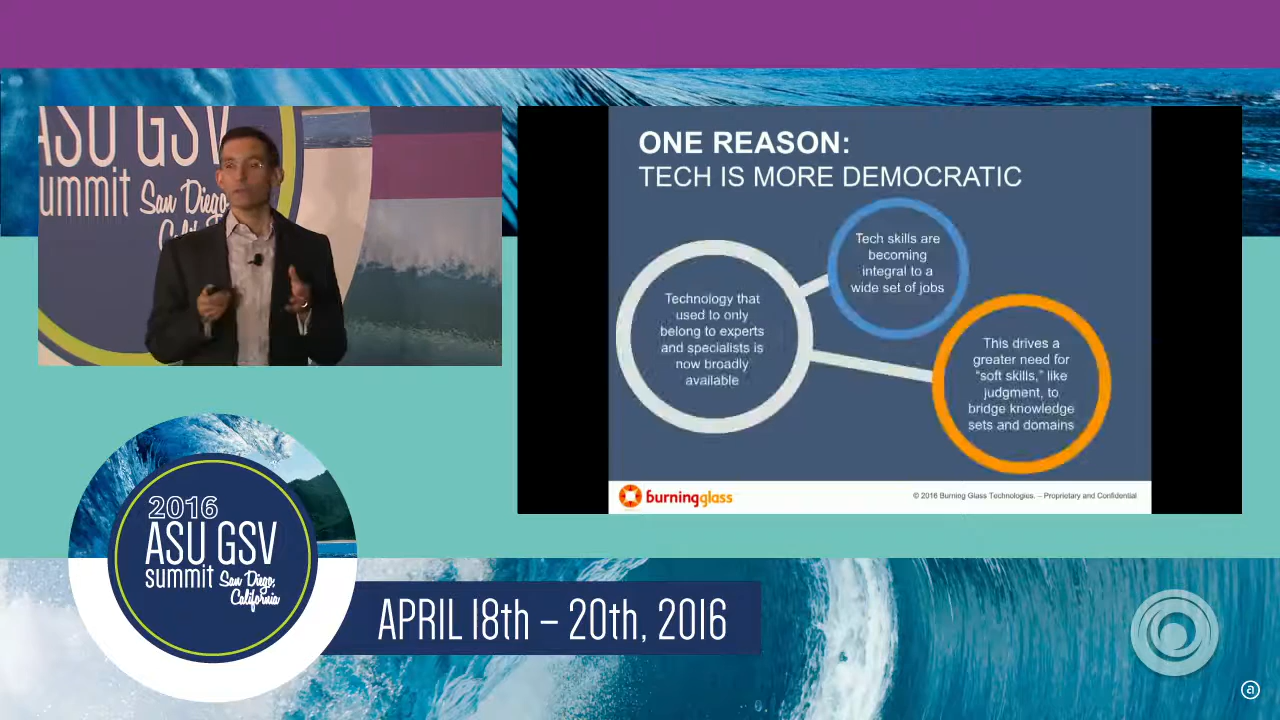 ASU GSV
summit San Diego,
ONE REASON:
TECH IS MORE DEMOCRATIC
Technology that
used to only
belong to experts
and specialists is
now broadly
available
Tech skills are
becoming
integral to a
wide set of jobs
This drives a
greater need for
“soft skills,” like
judgment, to
bridge knowledge
sets and domains
burningglass
© 2016 Burning Glass Technologies. – Proprietary and Confidential
2016
ASU GSV
summit San Diego,
California
APRIL 18th – 20th, 2016
a